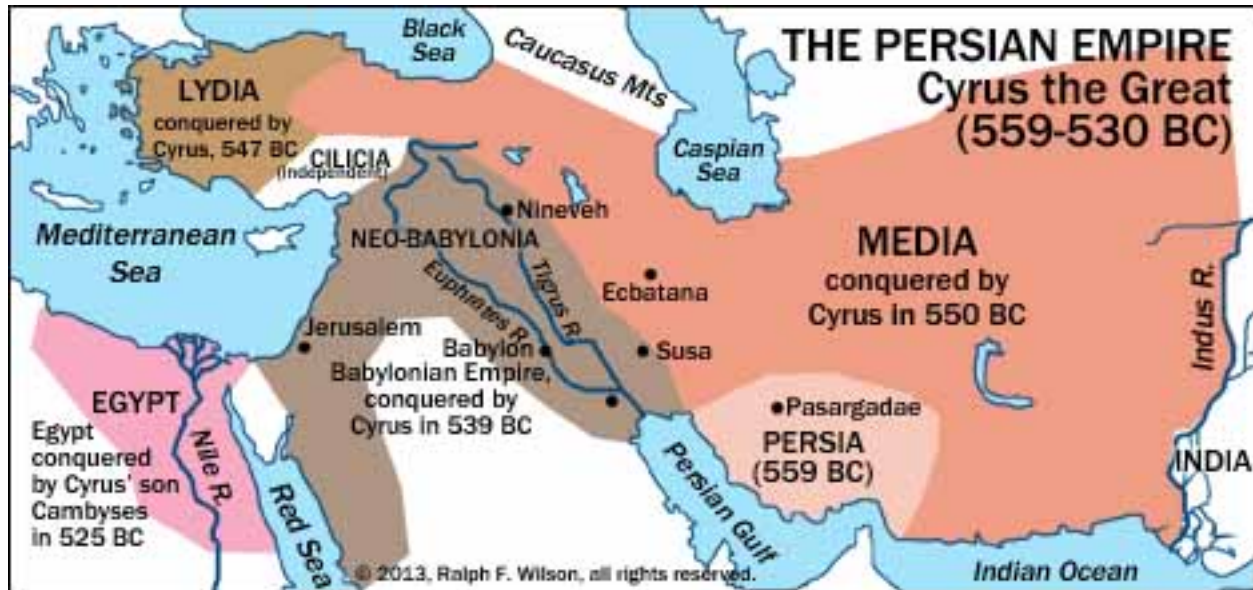 THE PERSIAN EMPIRE
Cyrus the Great
(559-530 BC)
Black
Sea
Caucasus Mts
Caspian
Sea
LYDIA
conquered by
Cyrus, 547 BC
CILICIA
(Independent)
Mediterranean
Sea
Nineveh
NEO-BABYLONIA
Euphrates R.
Tigrus R.
Ecbatana
MEDIA
conquered by
Cyrus in 550 BC
Indus R.
Jerusalem
Babylon
Susa
Babylonian Empire,
conquered by
Cyrus in 539 BC
EGYPT
Egypt
conquered
by Cyrus' son
Cambyses
in 525 BC
Nile R.
Red Sea
Pasargadae
PERSIA
(559 BC)
Persian Gulf
INDIA
Indian Ocean
© 2013, Ralph F. Wilson, all rights reserved.